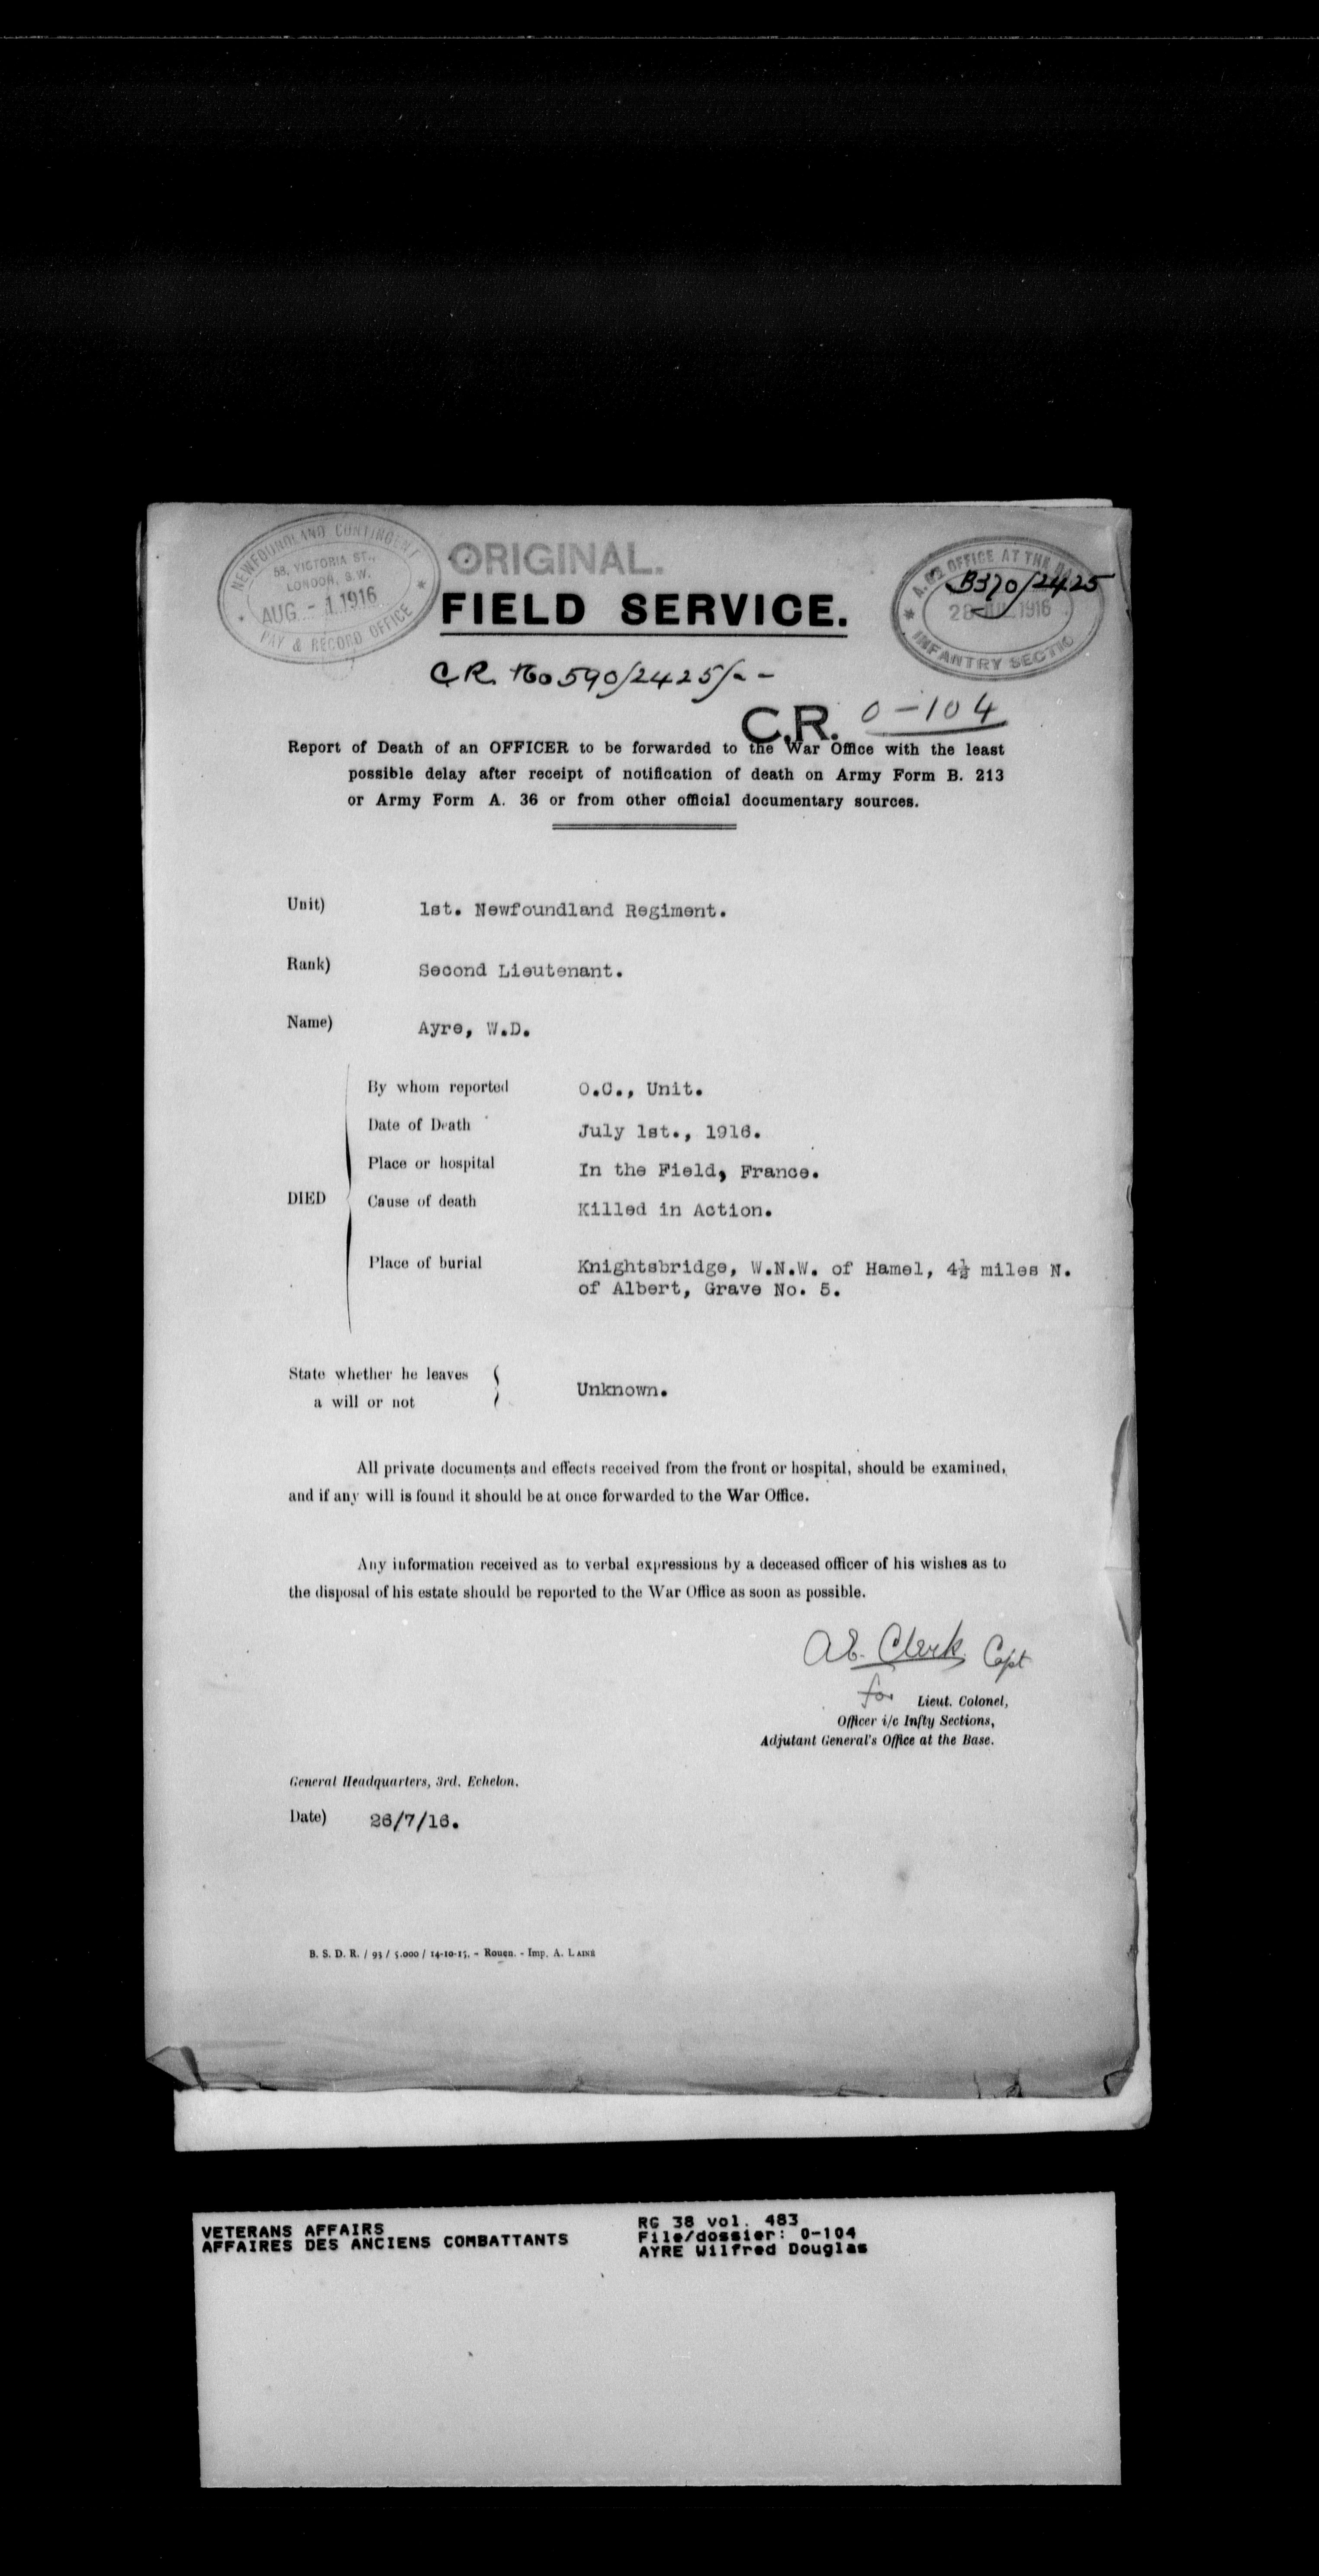 NEWFOUNDLAND CONTINGENT
58, VICTORIA ST.,
LONDON, S.W.
AUG - 1 1916
PAY & RECORD OFFICE
ORIGINAL.
FIELD SERVICE.
A.G'S OFFICE AT THE BASE
B370/2425
28 JUL 1916
INFANTRY SECTIO
C.R. No 590/2425/- -
C.R. 0-104
Report of Death of an OFFICER to be forwarded to the War Office with the least
possible delay after receipt of notification of death on Army Form B. 213
or Army Form A. 36 or from other official documentary sources.
Unit) 1st. Newfoundland Regiment.
Rank) Second Lieutenant.
Name) Ayre, W.D.
By whom reported O.C., Unit.
Date of Death July 1st., 1916.
Place or hospital In the Field, France.
DIED Cause of death Killed in Action.
Place of burial Knightsbridge, W.N.W. of Hamel, 4½ miles N.
of Albert, Grave No. 5.
State whether he leaves
a will or not Unknown.
All private documents and effects received from the front or hospital, should be examined,
and if any will is found it should be at once forwarded to the War Office.
Any information received as to verbal expressions by a deceased officer of his wishes as to
the disposal of his estate should be reported to the War Office as soon as possible.
A E. Clerk Capt
for Lieut. Colonel,
Officer i/c Infty Sections,
Adjutant General's Office at the Base.
General Headquarters, 3rd. Echelon.
Date) 26/7/16.
B. S. D. R. / 93 / 5.000 / 14-10-15. - Rouen. - Imp. A. LAINÉ
VETERANS AFFAIRS
AFFAIRES DES ANCIENS COMBATTANTS
RG 38 vol. 483
File/dossier: 0-104
AYRE Wilfred Douglas